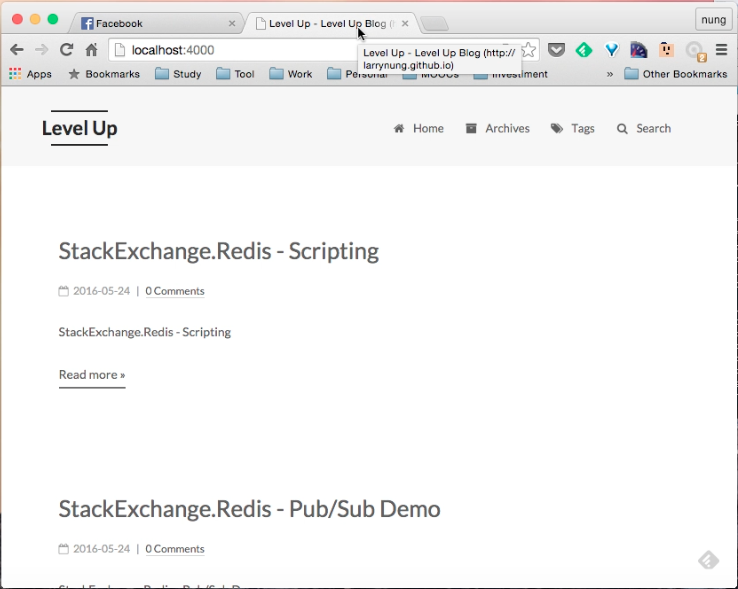 Facebook
Level Up - Level Up Blog (
nung
localhost:4000
Level Up - Level Up Blog (http://
larrynung.github.io)
Apps Bookmarks Study Tool Work Personal MOOCs Investment » Other Bookmarks
Level Up
Home Archives Tags Search
StackExchange.Redis - Scripting
2016-05-24 | 0 Comments
StackExchange.Redis - Scripting
Read more »
StackExchange.Redis - Pub/Sub Demo
2016-05-24 | 0 Comments